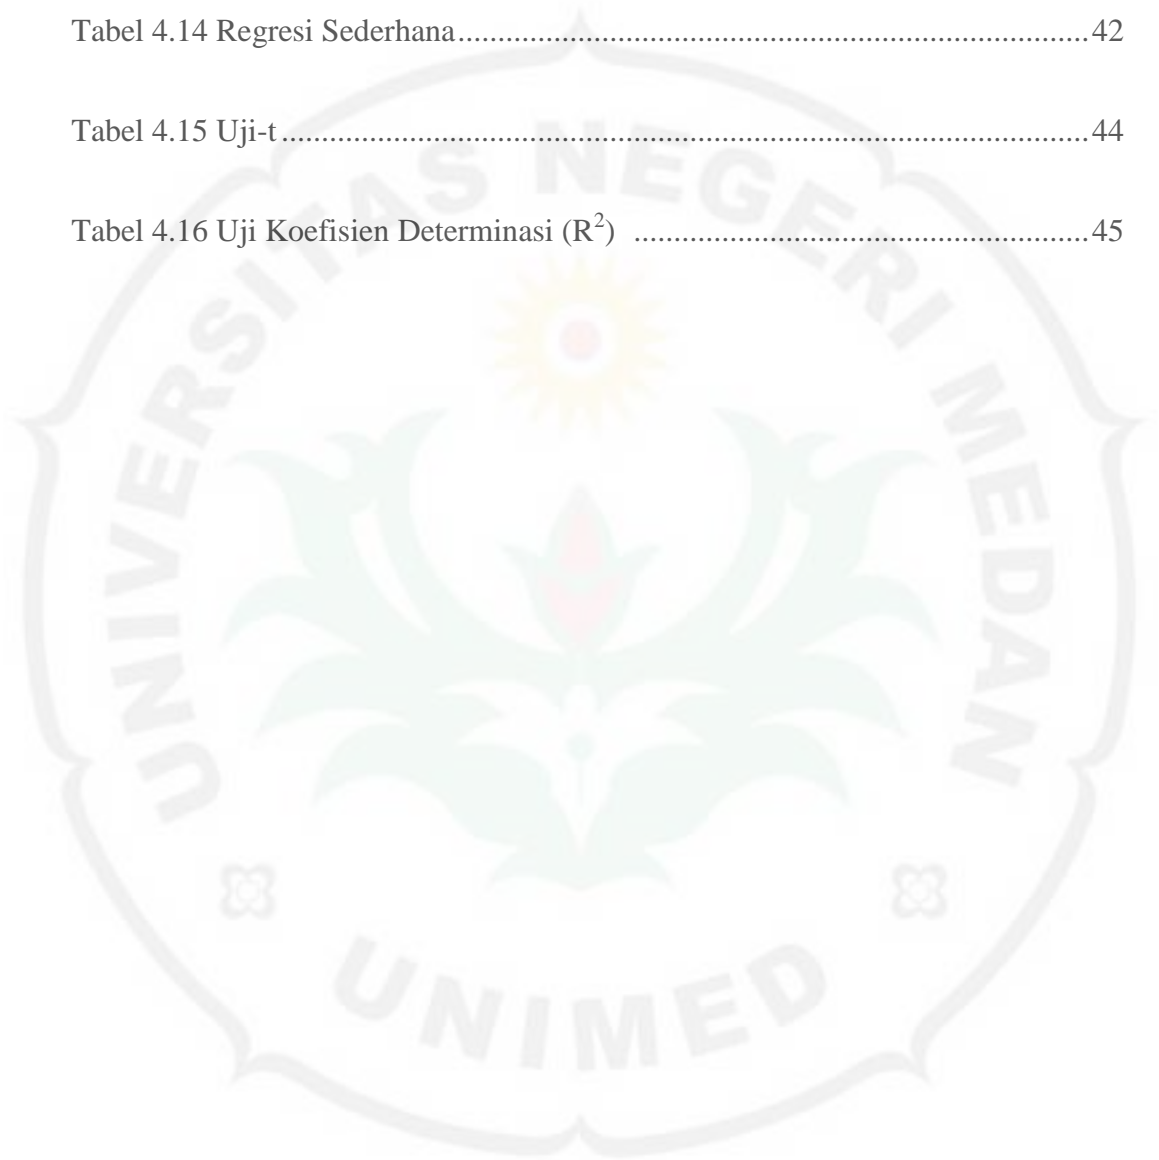 Tabel 4.14 Regresi Sederhana..............................................................................42
Tabel 4.15 Uji-t....................................................................................................44
Tabel 4.16 Uji Koefisien Determinasi (R²) ........................................................45
UNIVERSITAS NEGERI MEDAN
UNIMED